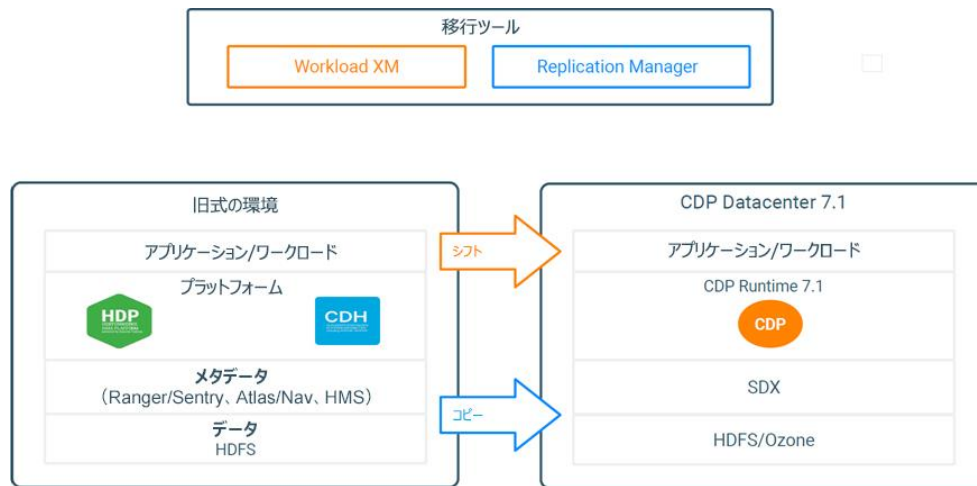 移行ツール
Workload XM
Replication Manager
旧式の環境
アプリケーション/ワークロード
プラットフォーム
HDP
CDH
メタデータ
（Ranger/Sentry、Atlas/Nav、HMS）
データ
HDFS
シフト
コピー
CDP Datacenter 7.1
アプリケーション/ワークロード
CDP Runtime 7.1
CDP
SDX
HDFS/Ozone